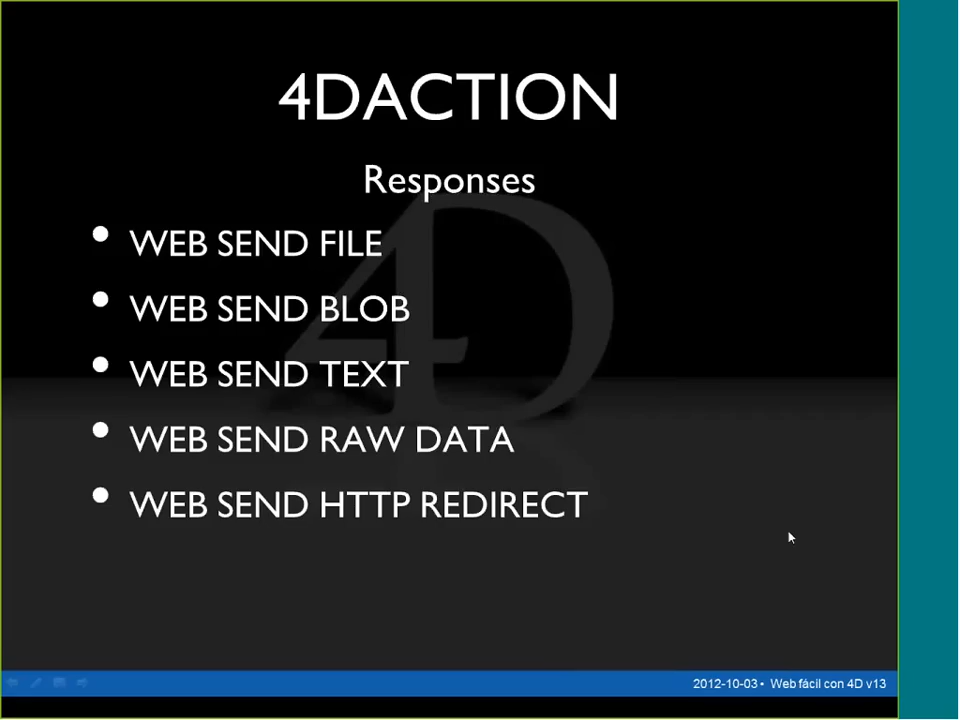 4DACTION
Responses
• WEB SEND FILE
• WEB SEND BLOB
• WEB SEND TEXT
• WEB SEND RAW DATA
• WEB SEND HTTP REDIRECT
4D
2012-10-03 • Web fácil con 4D v13